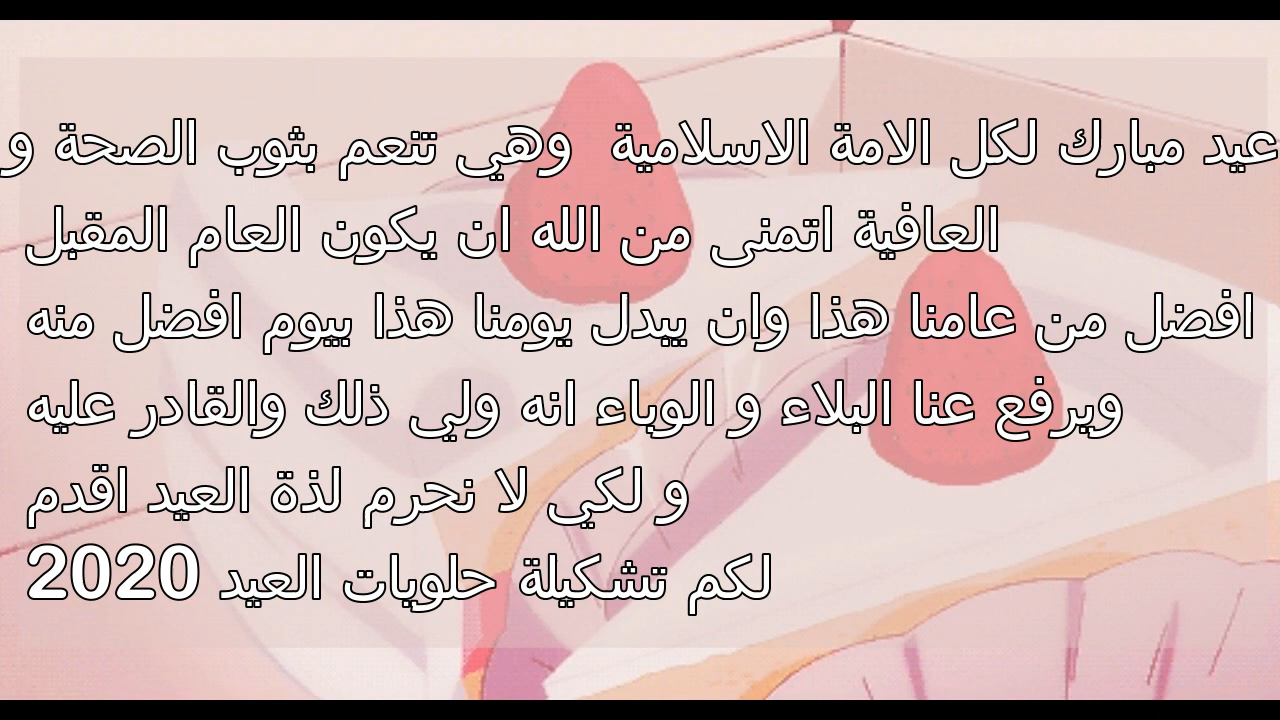 عيد مبارك لكل الامة الاسلامية وهي تتعم بثوب الصحة و
العافية اتمنى من الله ان يكون العام المقبل
افضل من عامنا هذا وان يبدل يومنا هذا بيوم افضل منه
ويرفع عنا البلاء و الوباء انه ولي ذلك والقادر عليه
و لكي لا نحرم لذة العيد اقدم
لكم تشكيلة حلويات العيد 2020